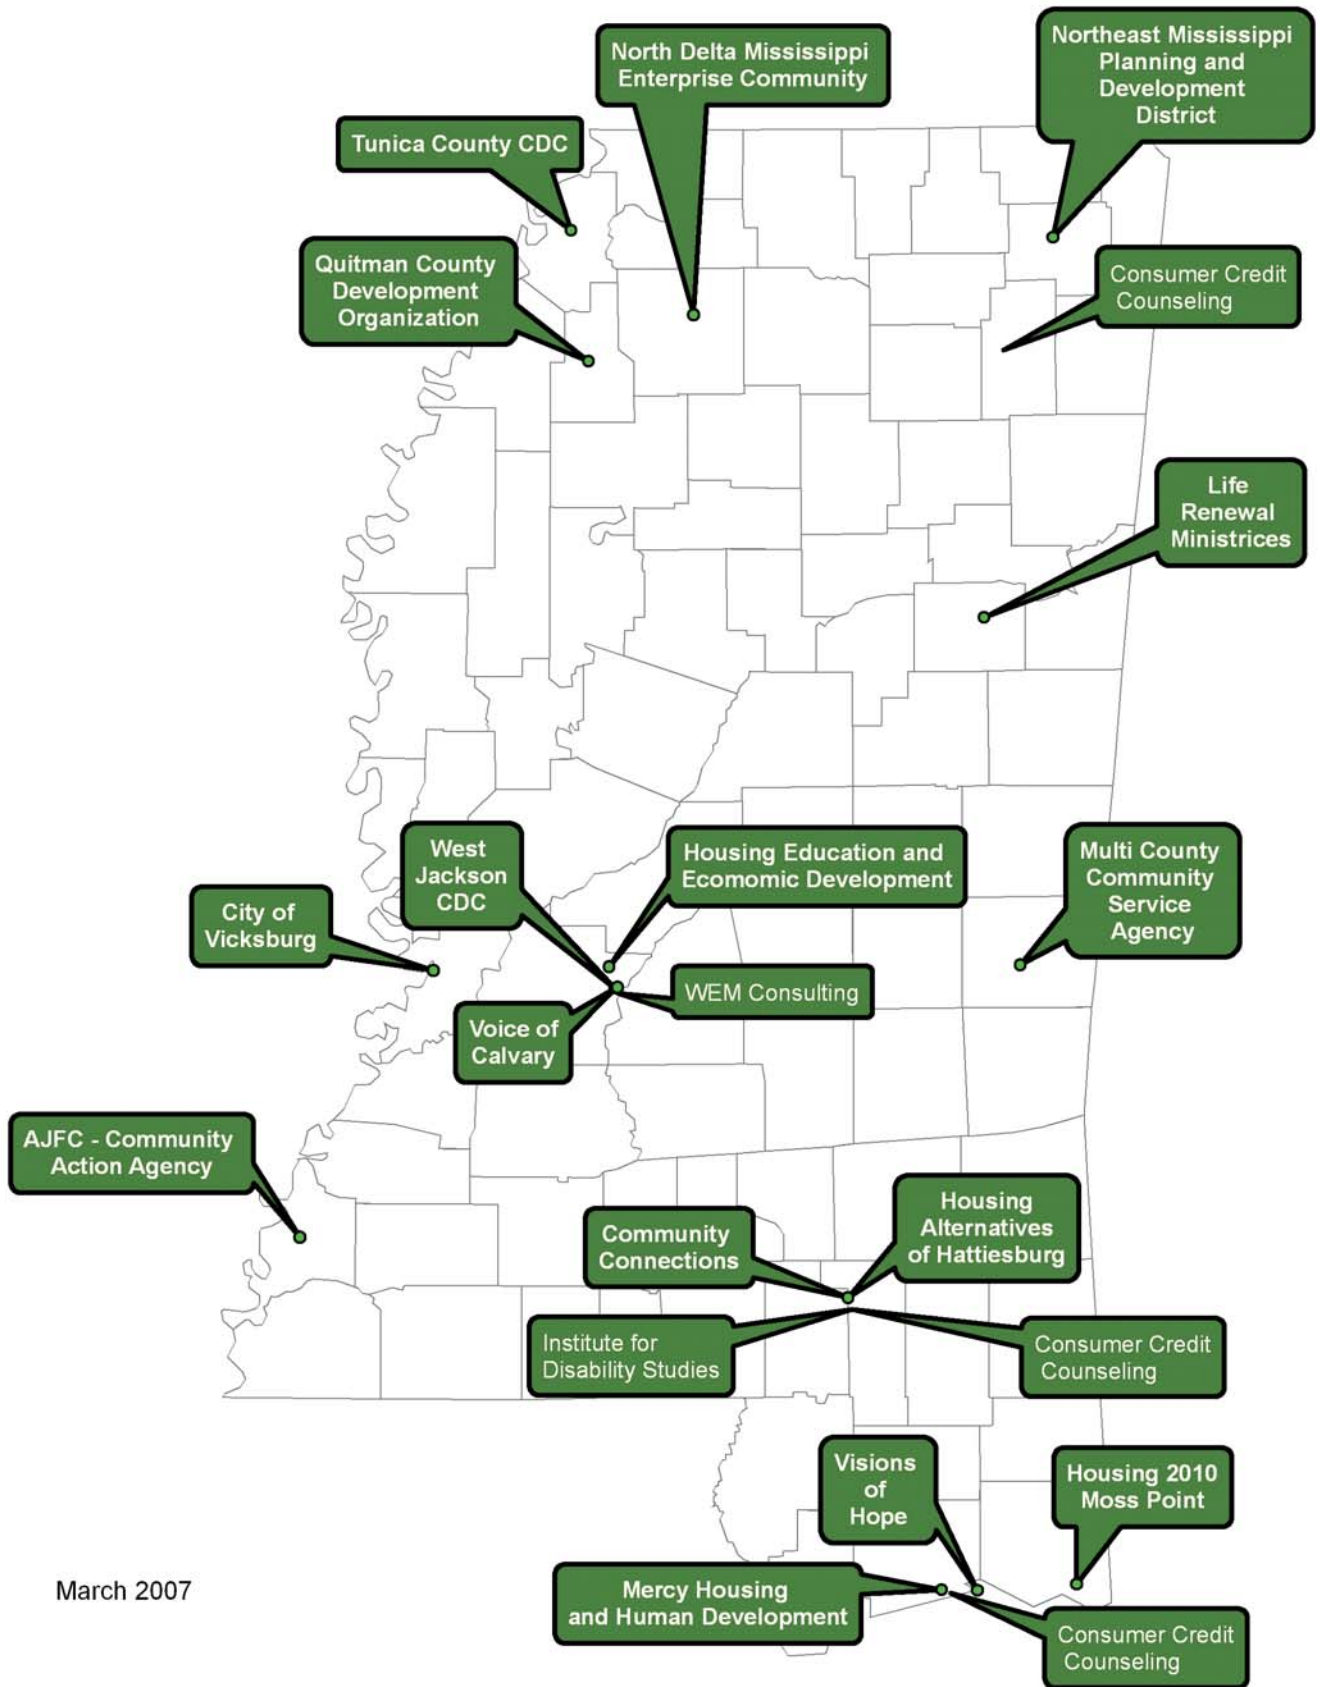 North Delta Mississippi
Enterprise Community
Northeast Mississippi
Planning and
Development
District
Tunica County CDC
Quitman County
Development
Organization
Consumer Credit
Counseling
Life
Renewal
Ministrices
West
Jackson
CDC
Housing Education and
Ecomomic Development
Multi County
Community
Service
Agency
City of
Vicksburg
WEM Consulting
Voice of
Calvary
AJFC - Community
Action Agency
Community
Connections
Housing
Alternatives
of Hattiesburg
Institute for
Disability Studies
Consumer Credit
Counseling
Visions
of
Hope
Housing 2010
Moss Point
Mercy Housing
and Human Development
Consumer Credit
Counseling
March 2007